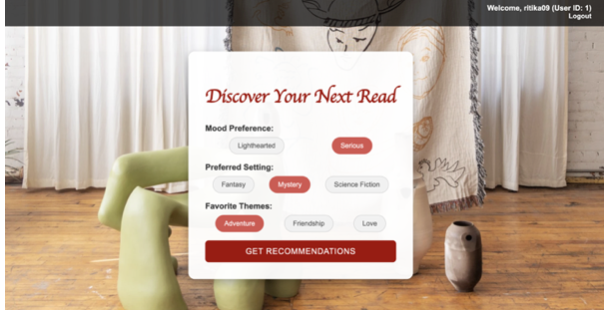 Welcome, ritika09 (User ID: 1)
Logout
Discover Your Next Read
Mood Preference:
Lighthearted Serious
Preferred Setting:
Fantasy Mystery Science Fiction
Favorite Themes:
Adventure Friendship Love
GET RECOMMENDATIONS